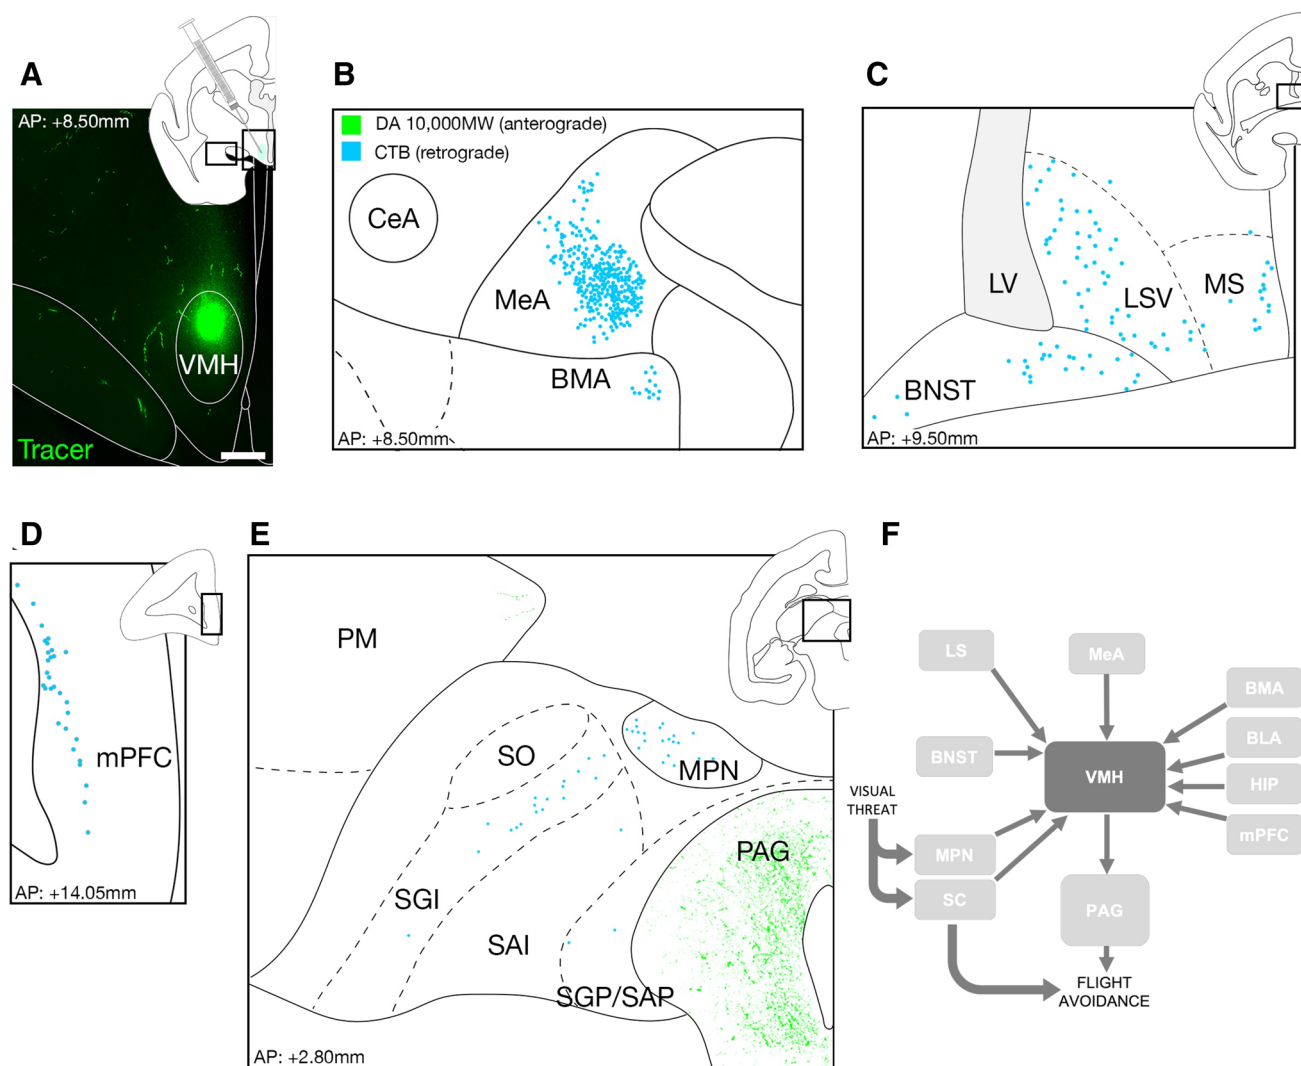 A
AP: +8.50mm
VMH
Tracer
B
DA 10,000MW (anterograde)
CTB (retrograde)
CeA
MeA
BMA
AP: +8.50mm
C
LV
LSV
MS
BNST
AP: +9.50mm
D
mPFC
AP: +14.05mm
E
PM
SO
MPN
PAG
SGI
SAI
SGP/SAP
AP: +2.80mm
F
LS
MeA
BMA
BNST
VMH
BLA
HIP
VISUAL
THREAT
mPFC
MPN
SC
PAG
FLIGHT
AVOIDANCE